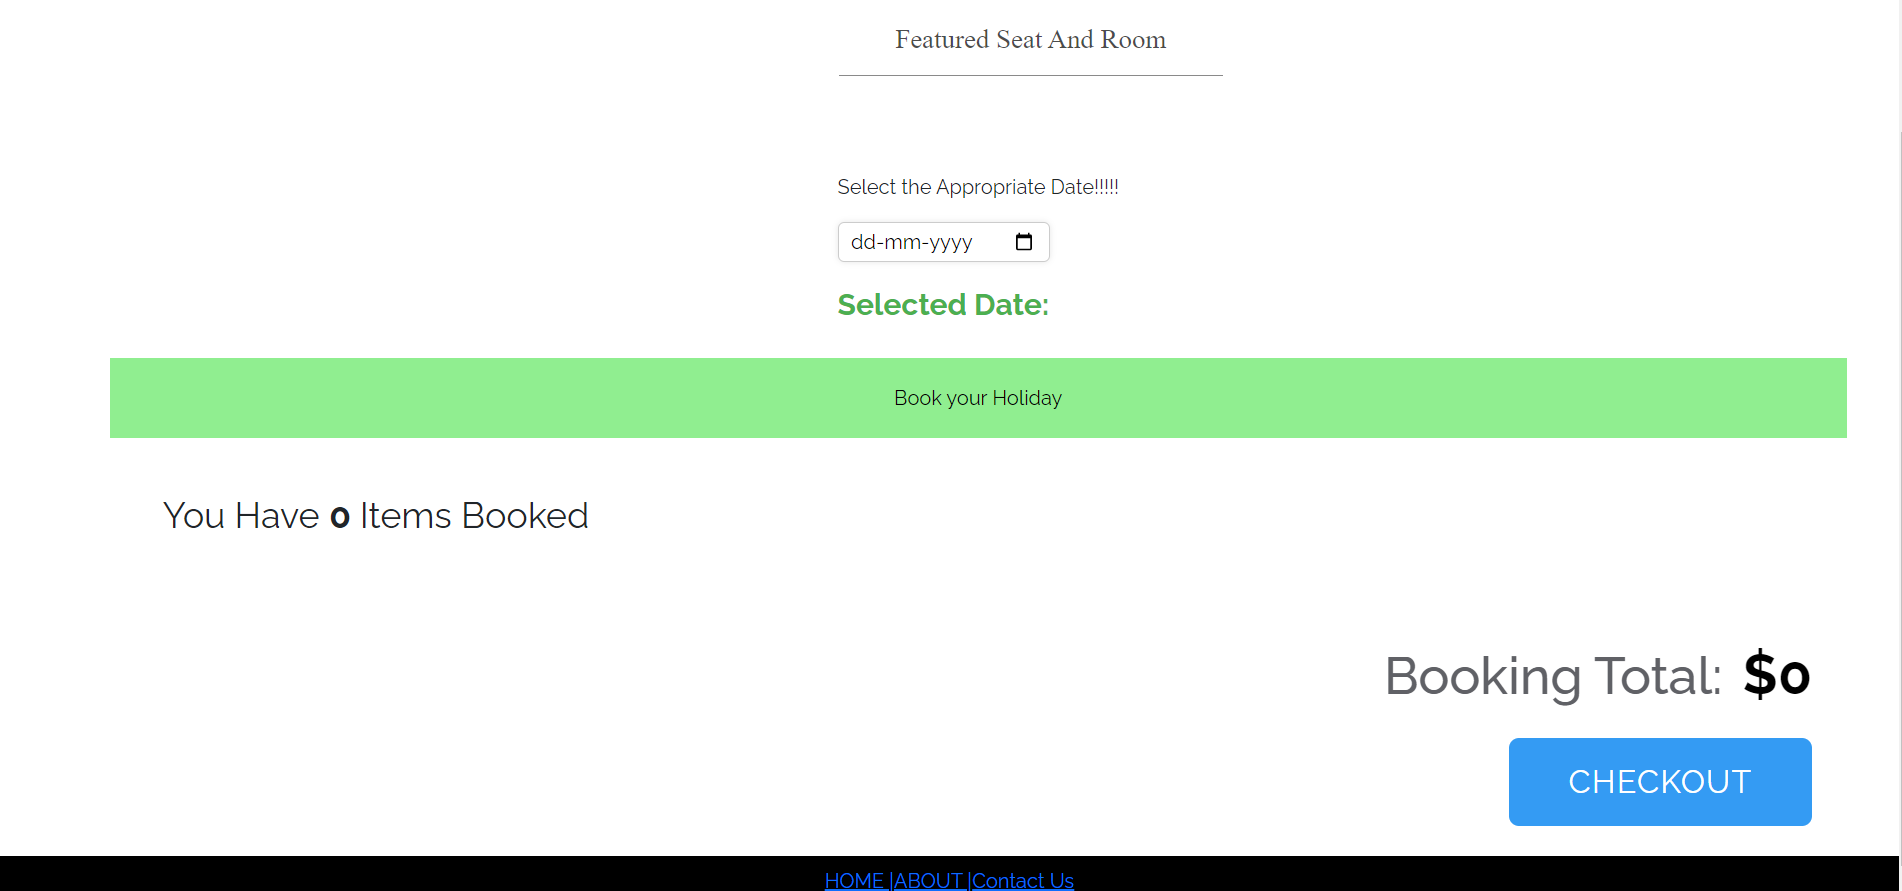 Featured Seat And Room
Select the Appropriate Date!!!!!
dd-mm-yyyy
Selected Date:
Book your Holiday
You Have 0 Items Booked
Booking Total: $0
CHECKOUT
HOME |ABOUT |Contact Us